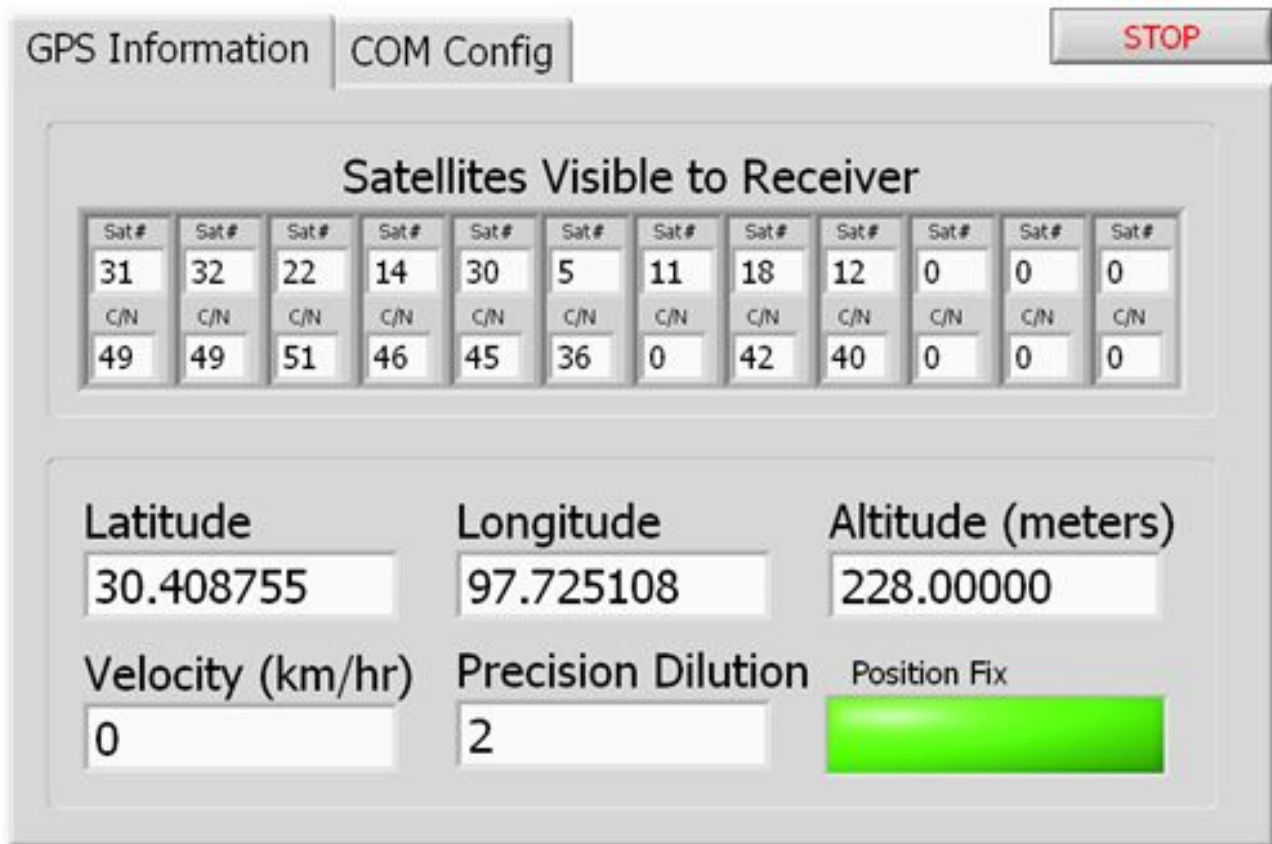 GPS Information COM Config STOP
Satellites Visible to Receiver
Sat# Sat# Sat# Sat# Sat# Sat# Sat# Sat# Sat# Sat# Sat# Sat#
31 32 22 14 30 5 11 18 12 0 0 0
C/N C/N C/N C/N C/N C/N C/N C/N C/N C/N C/N C/N
49 49 51 46 45 36 0 42 40 0 0 0
Latitude Longitude Altitude (meters)
30.408755 97.725108 228.00000
Velocity (km/hr) Precision Dilution Position Fix
0 2